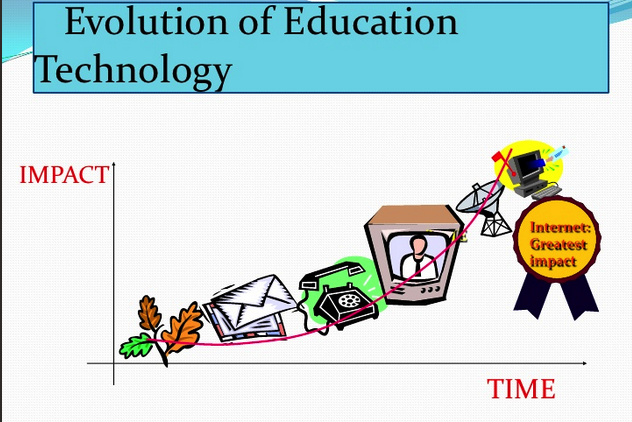 Evolution of Education
Technology
IMPACT
Internet:
Greatest
impact
TIME